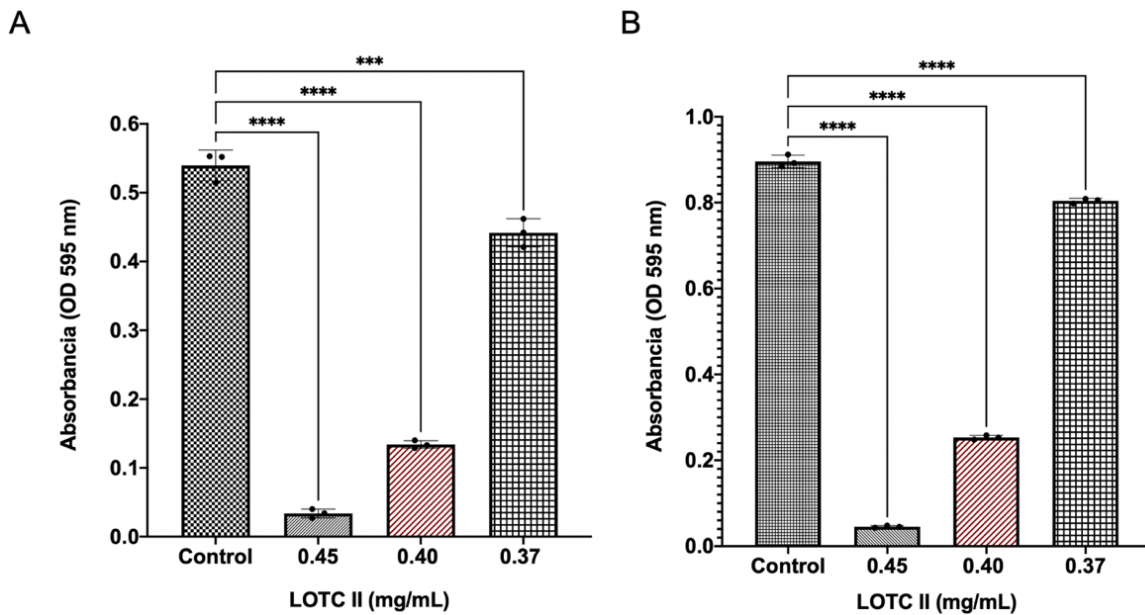 A
***
****
****
0.6
0.5
0.4
0.3
0.2
0.1
0.0
Absorbancia (OD 595 nm)
Control 0.45 0.40 0.37
LOTC II (mg/mL)
B
****
****
****
1.0
0.8
0.6
0.4
0.2
0.0
Absorbancia (OD 595 nm)
Control 0.45 0.40 0.37
LOTC II (mg/mL)